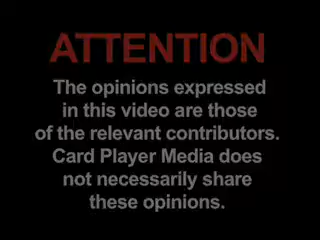 ATTENTION
The opinions expressed
in this video are those
of the relevant contributors.
Card Player Media does
not necessarily share
these opinions.